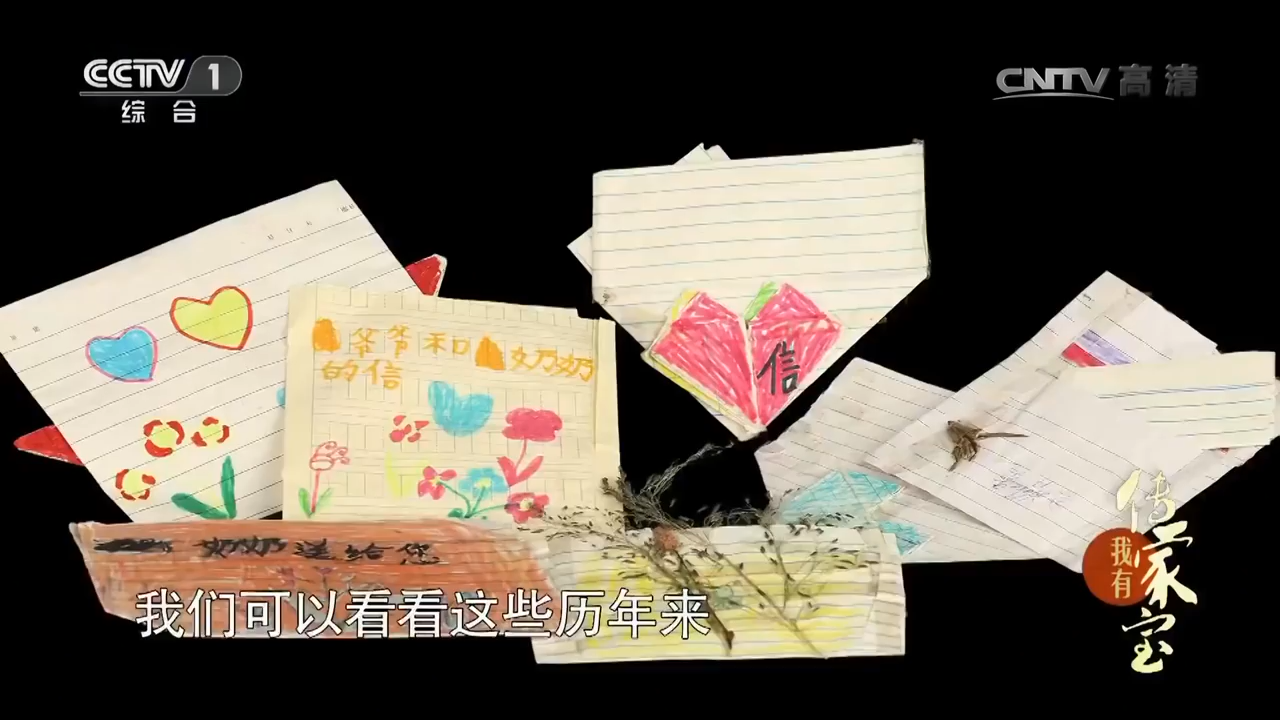 CCTV 1
综合
CNTV 高清
爷爷和 奶奶
的信
信
奶奶送给您
我们可以看看这些历年来
我有
传家宝